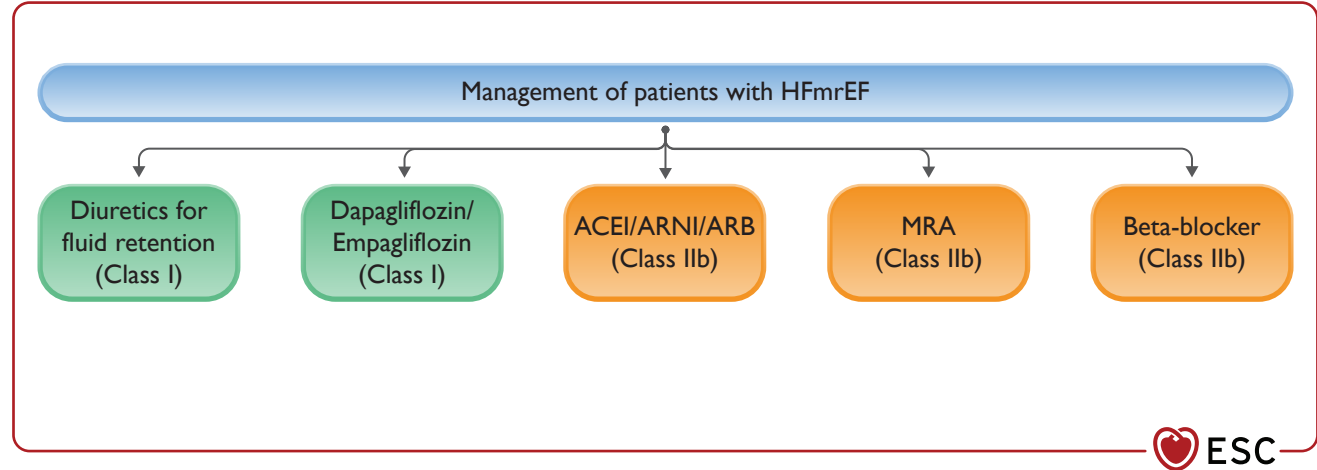 Management of patients with HFmrEF
Diuretics for
fluid retention
(Class I)
Dapagliflozin/
Empagliflozin
(Class I)
ACEI/ARNI/ARB
(Class IIb)
MRA
(Class IIb)
Beta-blocker
(Class IIb)
ESC